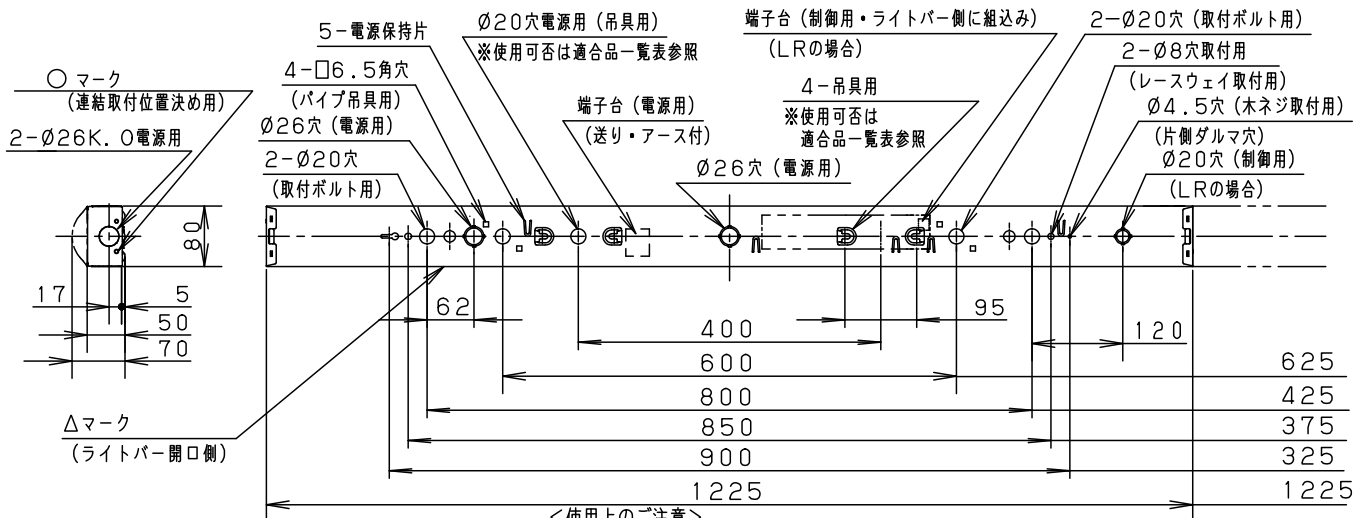 ○ マーク
(連結取付位置決め用)
2-Ø26K.O電源用
5-電源保持片
4-□6.5角穴
(パイプ吊具用)
Ø26穴 (電源用)
2-Ø20穴
(取付ボルト用)
Ø20穴電源用 (吊具用)
※使用可否は適合品一覧表参照
端子台 (電源用)
(送り・アース付)
端子台 (制御用・ライトバー側に組込み)
(LRの場合)
4-吊具用
※使用可否は
適合品一覧表参照
Ø26穴 (電源用)
2-Ø20穴 (取付ボルト用)
2-Ø8穴取付用
(レースウェイ取付用)
Ø4.5穴 (木ネジ取付用)
(片側ダルマ穴)
Ø20穴 (制御用)
(LRの場合)
80
17
5
50
70
62
95
400
120
600
625
800
425
850
375
900
325
1225
1225
△マーク
(ライトバー開口側)
<使用上のご注意>